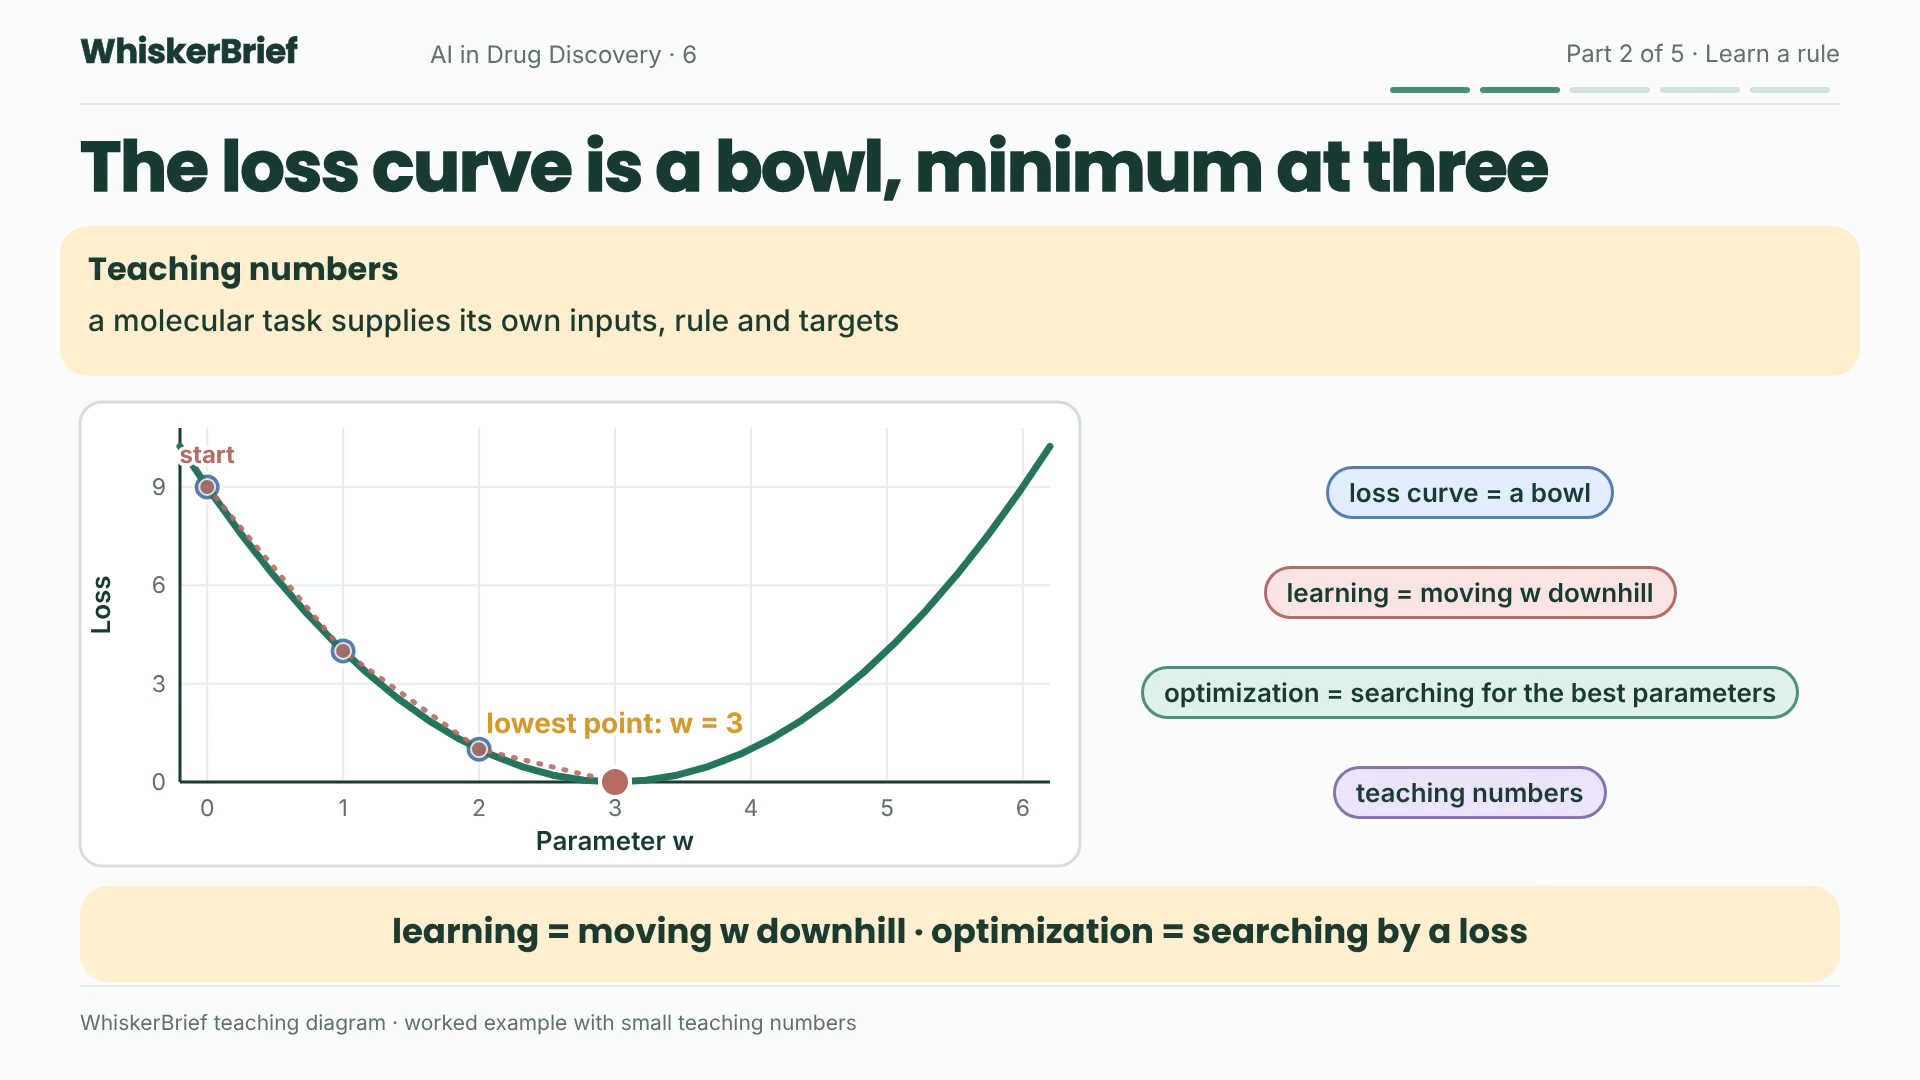 WhiskerBrief
AI in Drug Discovery · 6
Part 2 of 5 · Learn a rule
The loss curve is a bowl, minimum at three
Teaching numbers
a molecular task supplies its own inputs, rule and targets
start
9
6
3
0
Loss
lowest point: w = 3
0 1 2 3 4 5 6
Parameter w
loss curve = a bowl
learning = moving w downhill
optimization = searching for the best parameters
teaching numbers
learning = moving w downhill · optimization = searching by a loss
WhiskerBrief teaching diagram · worked example with small teaching numbers